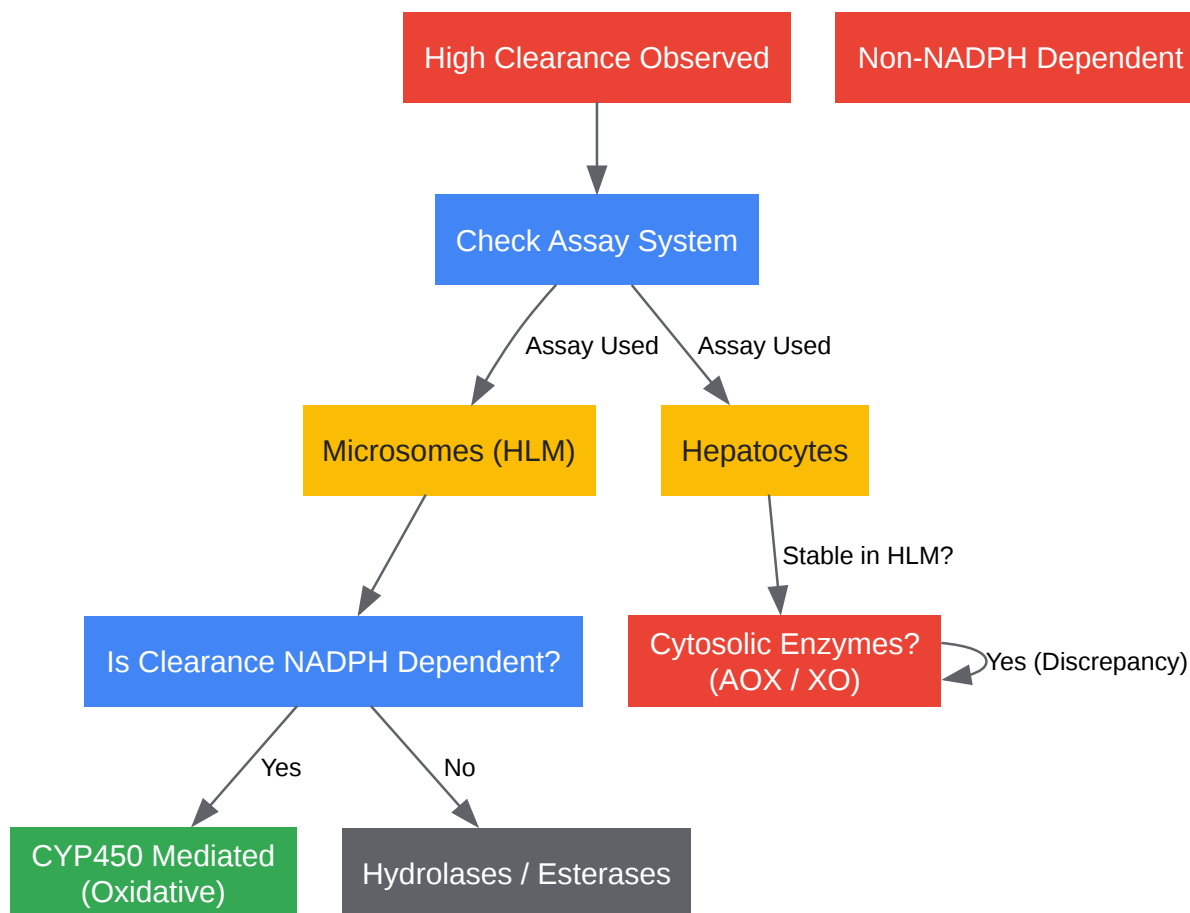 High Clearance Observed
Non-NADPH Dependent
Check Assay System
Assay Used
Assay Used
Microsomes (HLM)
Hepatocytes
Stable in HLM?
Is Clearance NADPH Dependent?
Cytosolic Enzymes?
(AOX / XO)
Yes (Discrepancy)
Yes
No
CYP450 Mediated
(Oxidative)
Hydrolases / Esterases